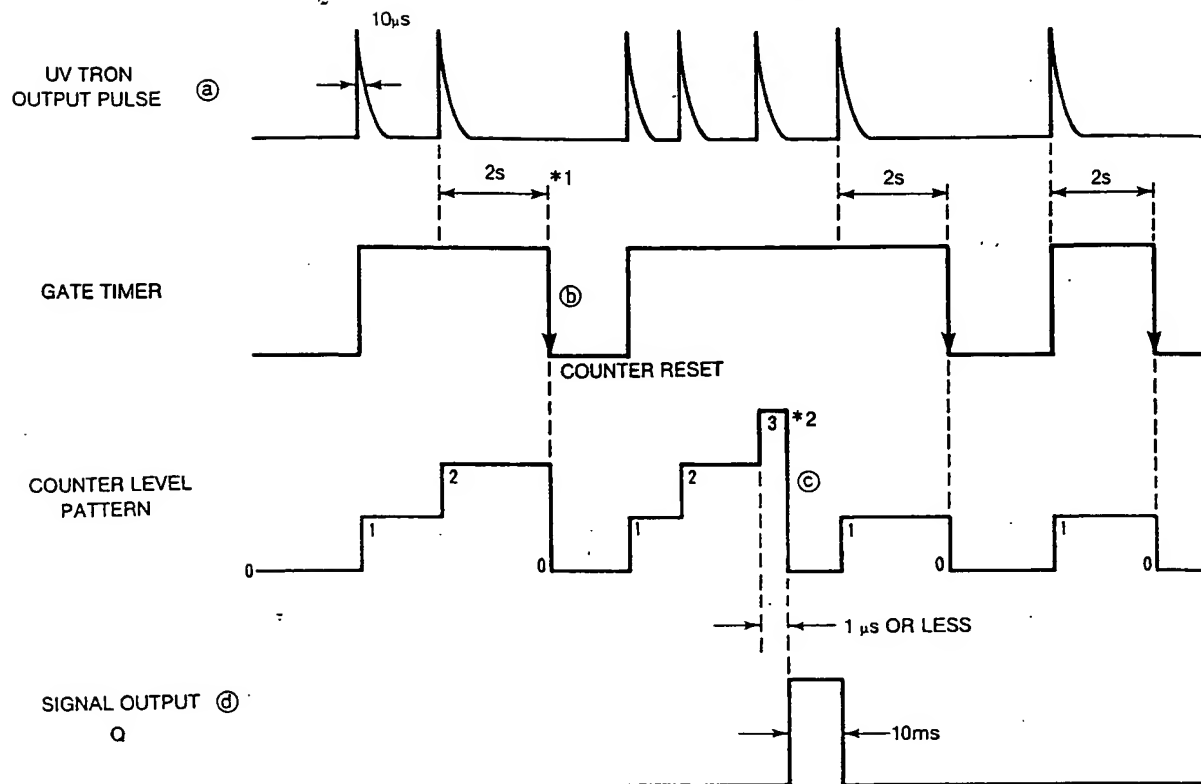 2
10μs
UV TRON
OUTPUT PULSE ⓐ
2s *1
2s
2s
GATE TIMER
ⓑ
COUNTER RESET
3 *2
COUNTER LEVEL
PATTERN
2
2
ⓒ
1
1
1
1
0
0
0
0
1 μs OR LESS
SIGNAL OUTPUT ⓓ
Q
10ms